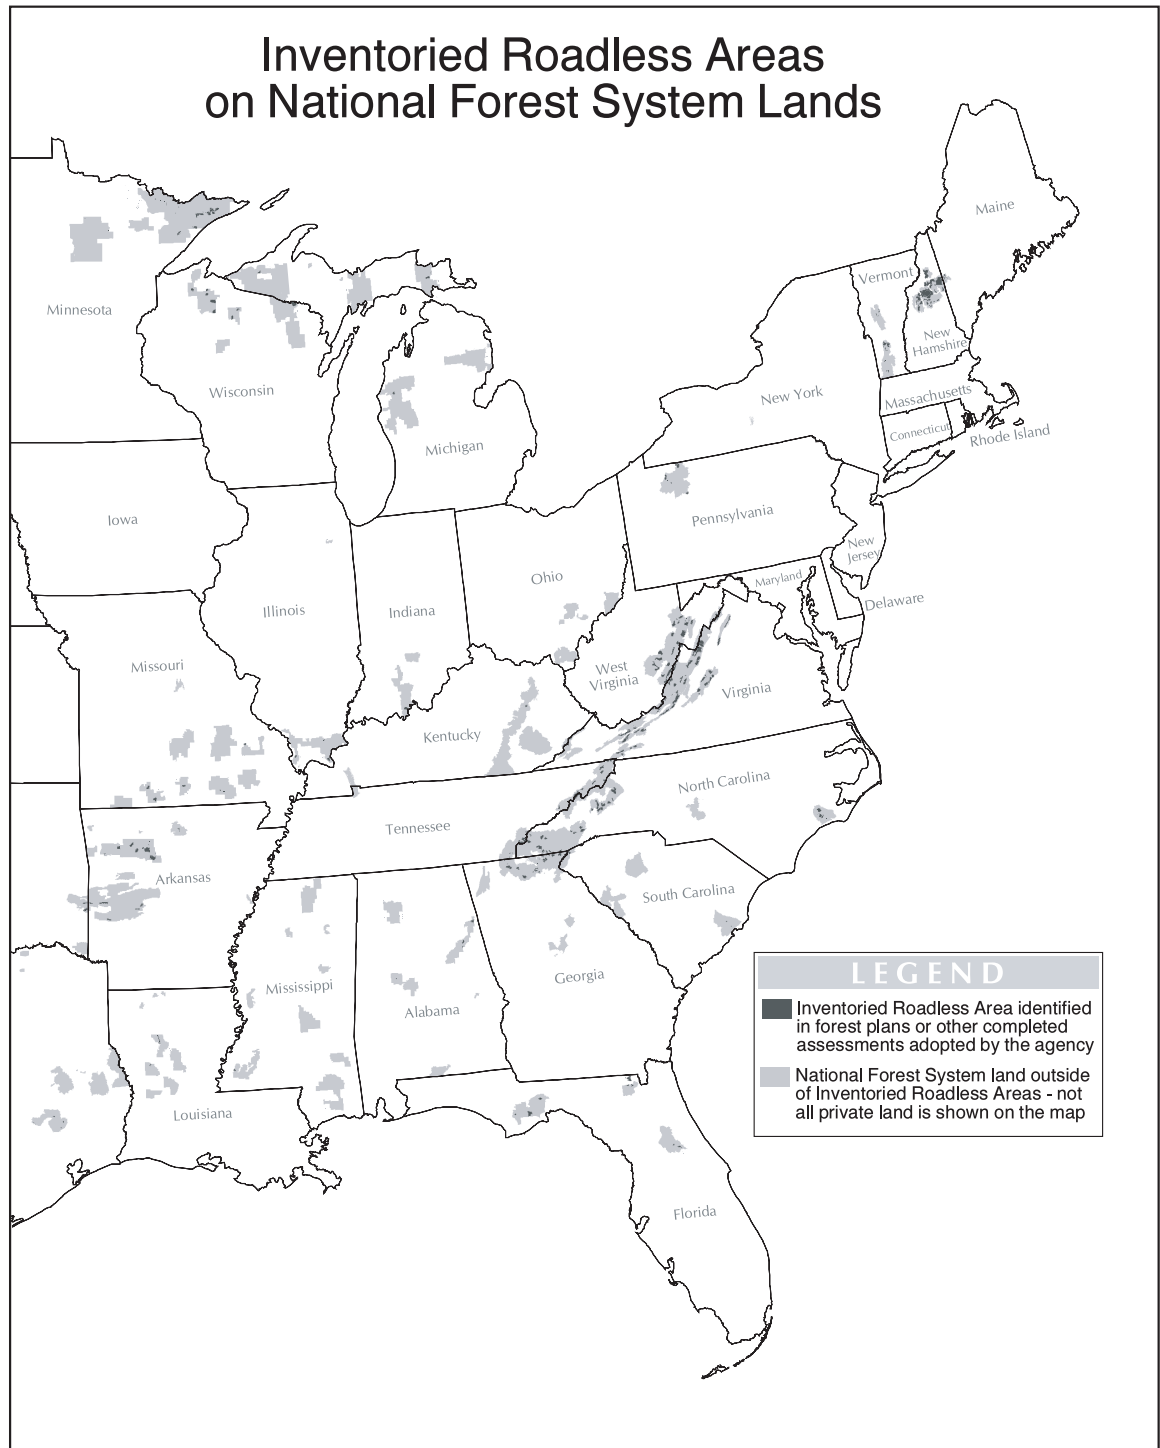 Inventoried Roadless Areas
on National Forest System Lands
Maine
Vermont
Minnesota
New
Hamshire
Wisconsin
New York
Massachusetts
Michigan
Connecticut
Rhode Island
Iowa
Pennsylvania
New
Jersey
Ohio
Maryland
Illinois
Indiana
Delaware
Missouri
West
Virginia
Virginia
Kentucky
North Carolina
Tennessee
Arkansas
South Carolina
Georgia
Mississippi
Alabama
Louisiana
Florida
LEGEND
Inventoried Roadless Area identified
in forest plans or other completed
assessments adopted by the agency
National Forest System land outside
of Inventoried Roadless Areas - not
all private land is shown on the map